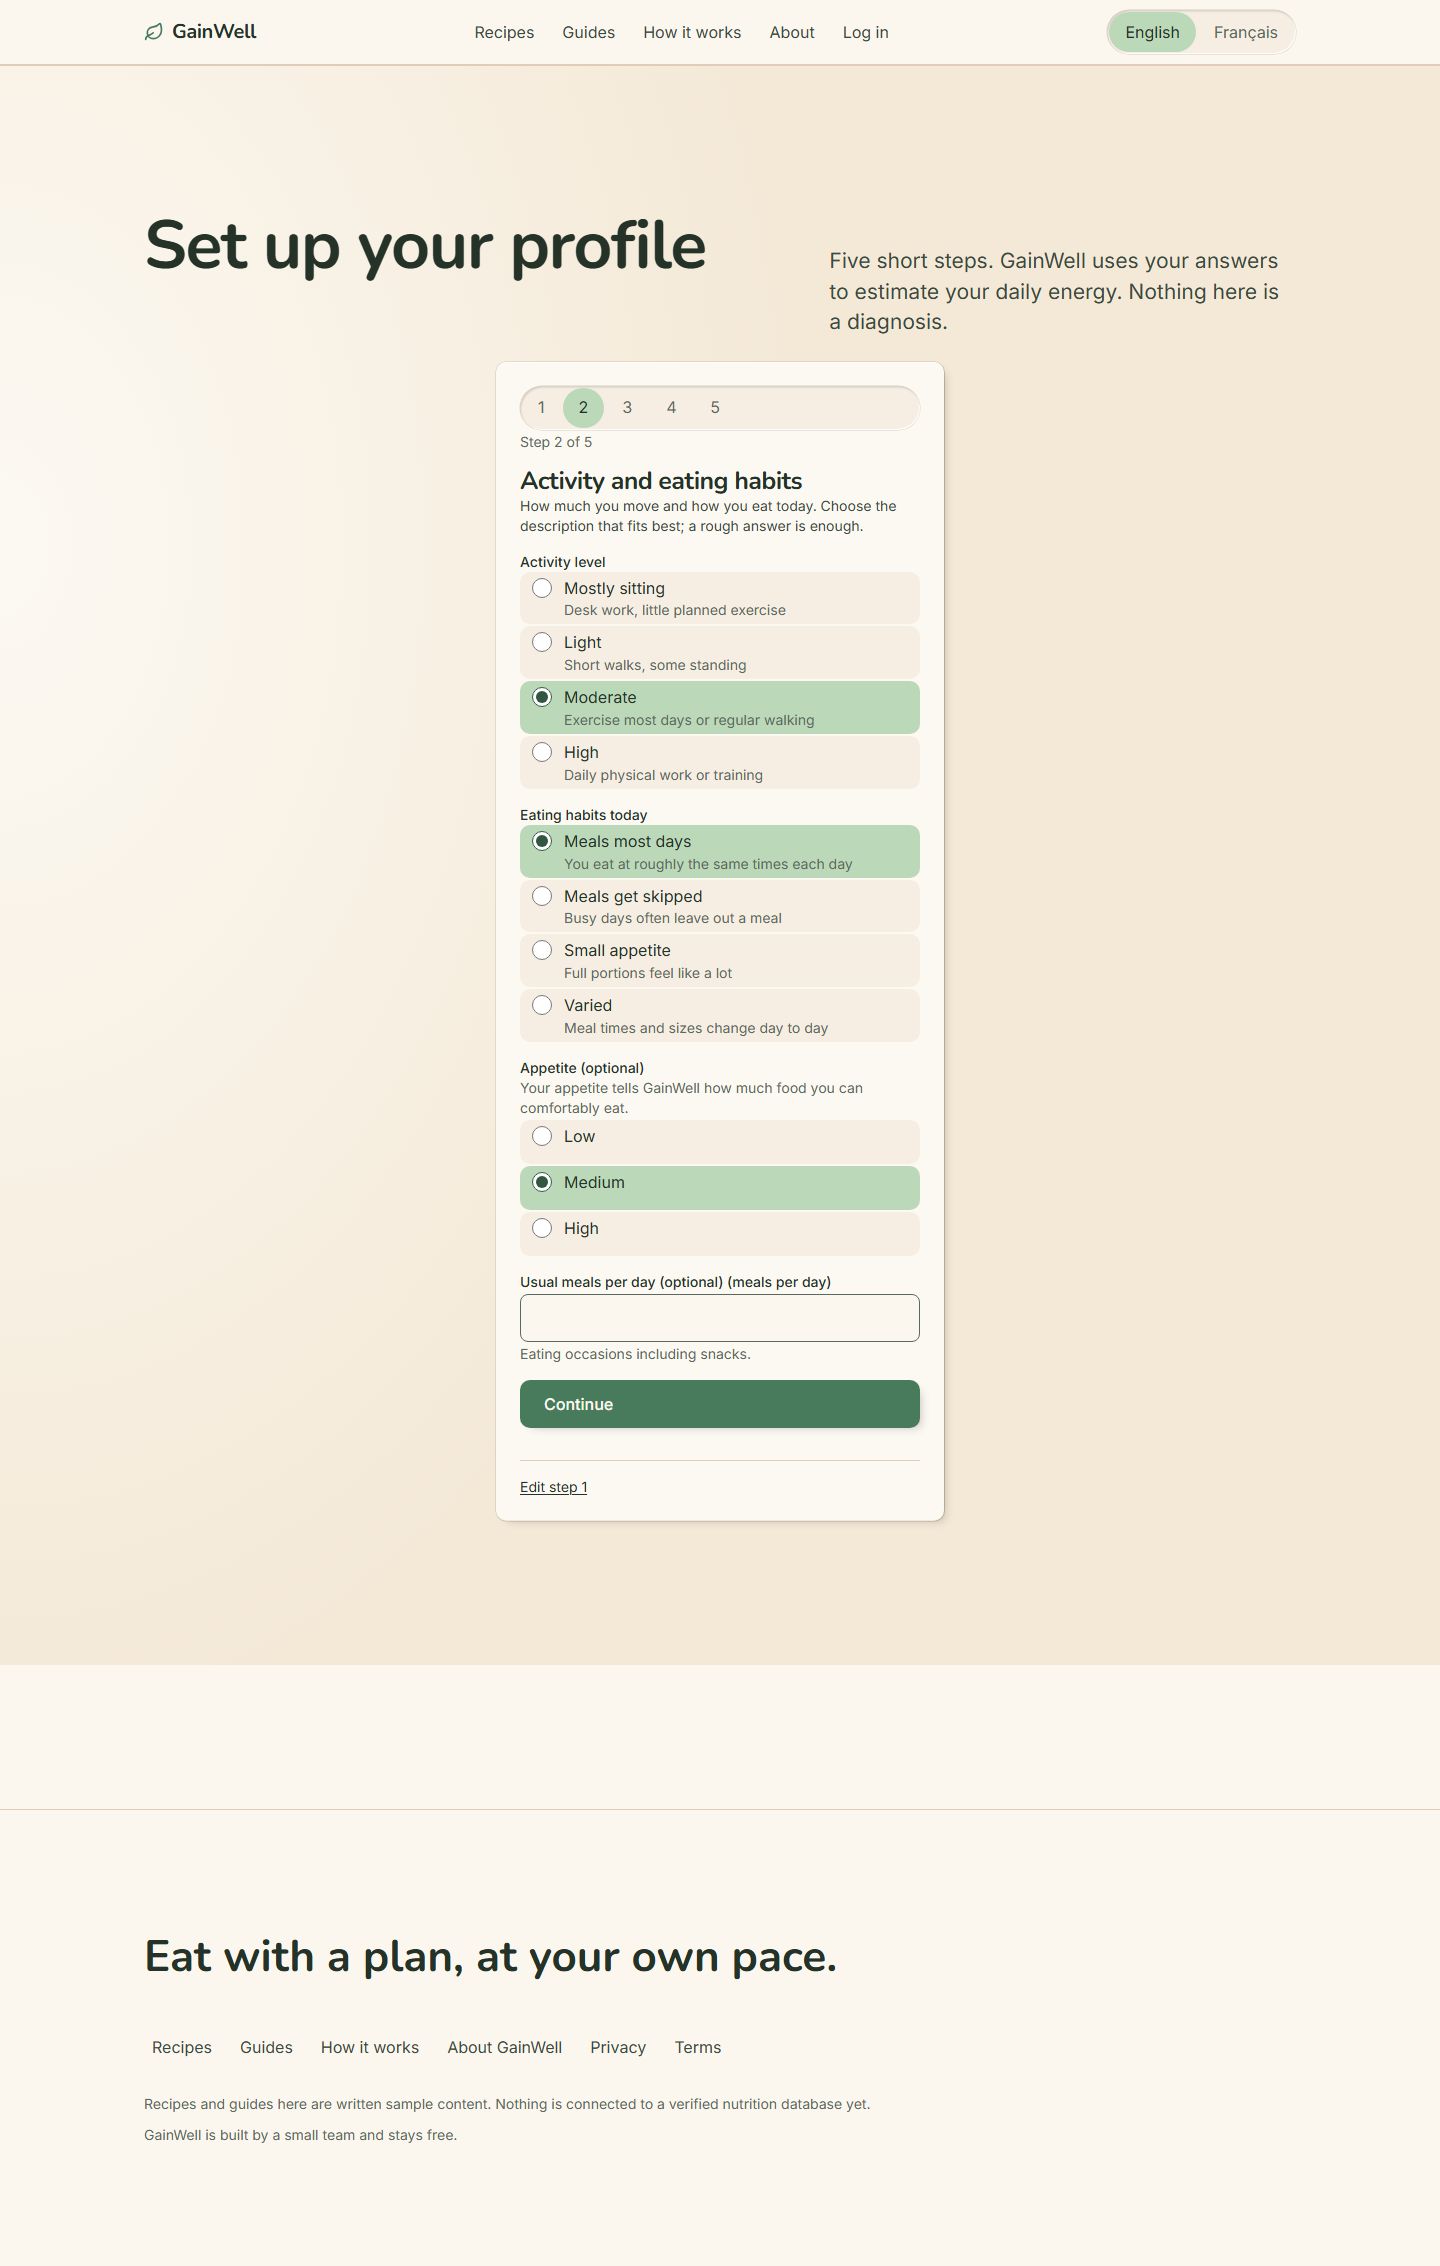 GainWell
Recipes
Guides
How it works
About
Log in
English
Français
Set up your profile
Five short steps. GainWell uses your answers
to estimate your daily energy. Nothing here is
a diagnosis.
1 2 3 4 5
Step 2 of 5
Activity and eating habits
How much you move and how you eat today. Choose the
description that fits best; a rough answer is enough.
Activity level
Mostly sitting
Desk work, little planned exercise
Light
Short walks, some standing
Moderate
Exercise most days or regular walking
High
Daily physical work or training
Eating habits today
Meals most days
You eat at roughly the same times each day
Meals get skipped
Busy days often leave out a meal
Small appetite
Full portions feel like a lot
Varied
Meal times and sizes change day to day
Appetite (optional)
Your appetite tells GainWell how much food you can
comfortably eat.
Low
Medium
High
Usual meals per day (optional) (meals per day)
Eating occasions including snacks.
Continue
Edit step 1
Eat with a plan, at your own pace.
Recipes
Guides
How it works
About GainWell
Privacy
Terms
Recipes and guides here are written sample content. Nothing is connected to a verified nutrition database yet.
GainWell is built by a small team and stays free.